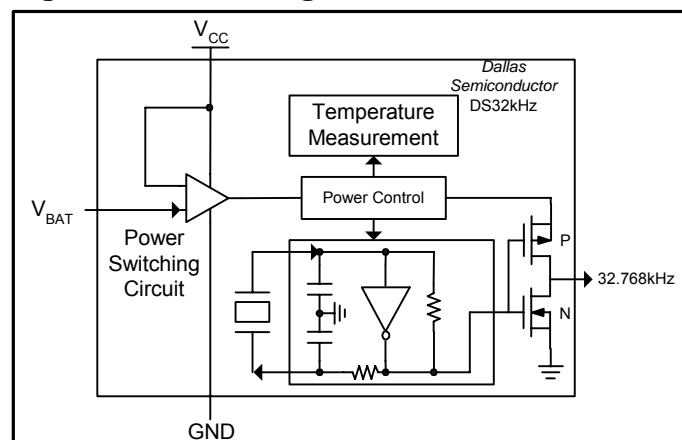 V_CC
Dallas
Semiconductor
DS32kHz
Temperature
Measurement
Power Control
V_BAT
Power
Switching
Circuit
P
32.768kHz
N
GND